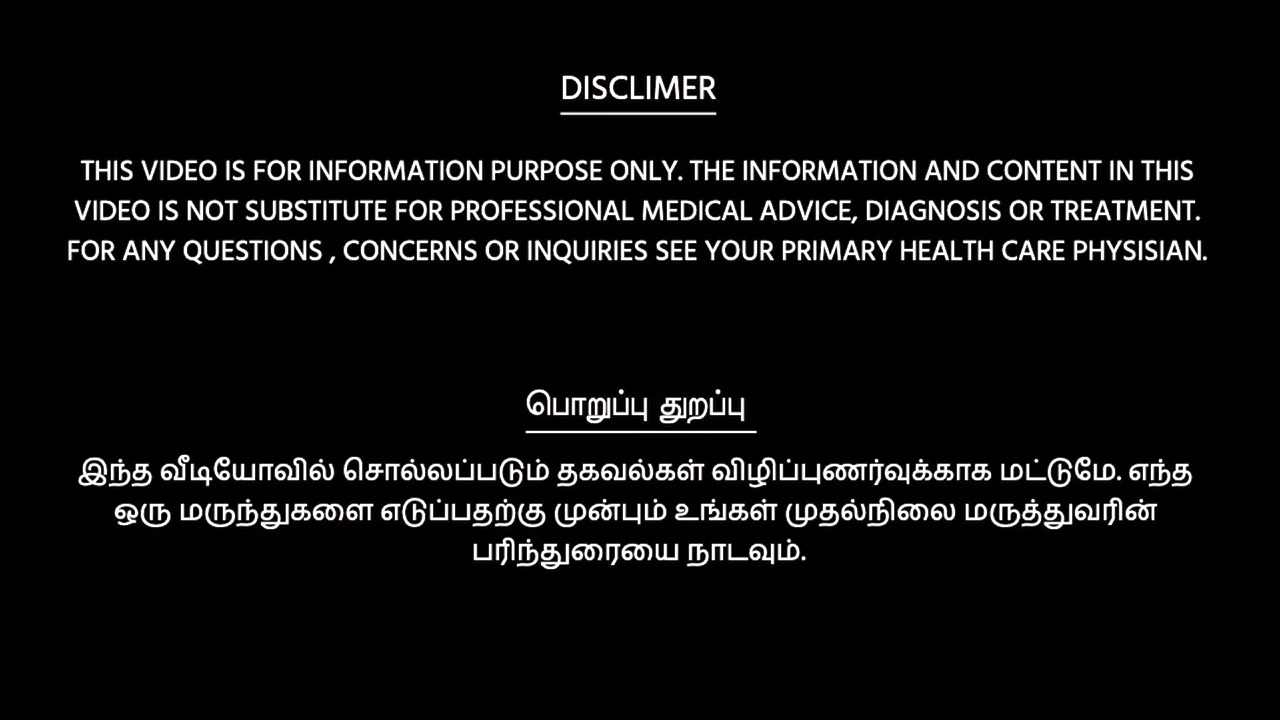 DISCLIMER
THIS VIDEO IS FOR INFORMATION PURPOSE ONLY. THE INFORMATION AND CONTENT IN THIS
VIDEO IS NOT SUBSTITUTE FOR PROFESSIONAL MEDICAL ADVICE, DIAGNOSIS OR TREATMENT.
FOR ANY QUESTIONS , CONCERNS OR INQUIRIES SEE YOUR PRIMARY HEALTH CARE PHYSISIAN.
பொறுப்பு துறப்பு
இந்த வீடியோவில் சொல்லப்படும் தகவல்கள் விழிப்புணர்வுக்காக மட்டுமே. எந்த
ஒரு மருந்துகளை எடுப்பதற்கு முன்பும் உங்கள் முதல்நிலை மருத்துவரின்
பரிந்துரையை நாடவும்.